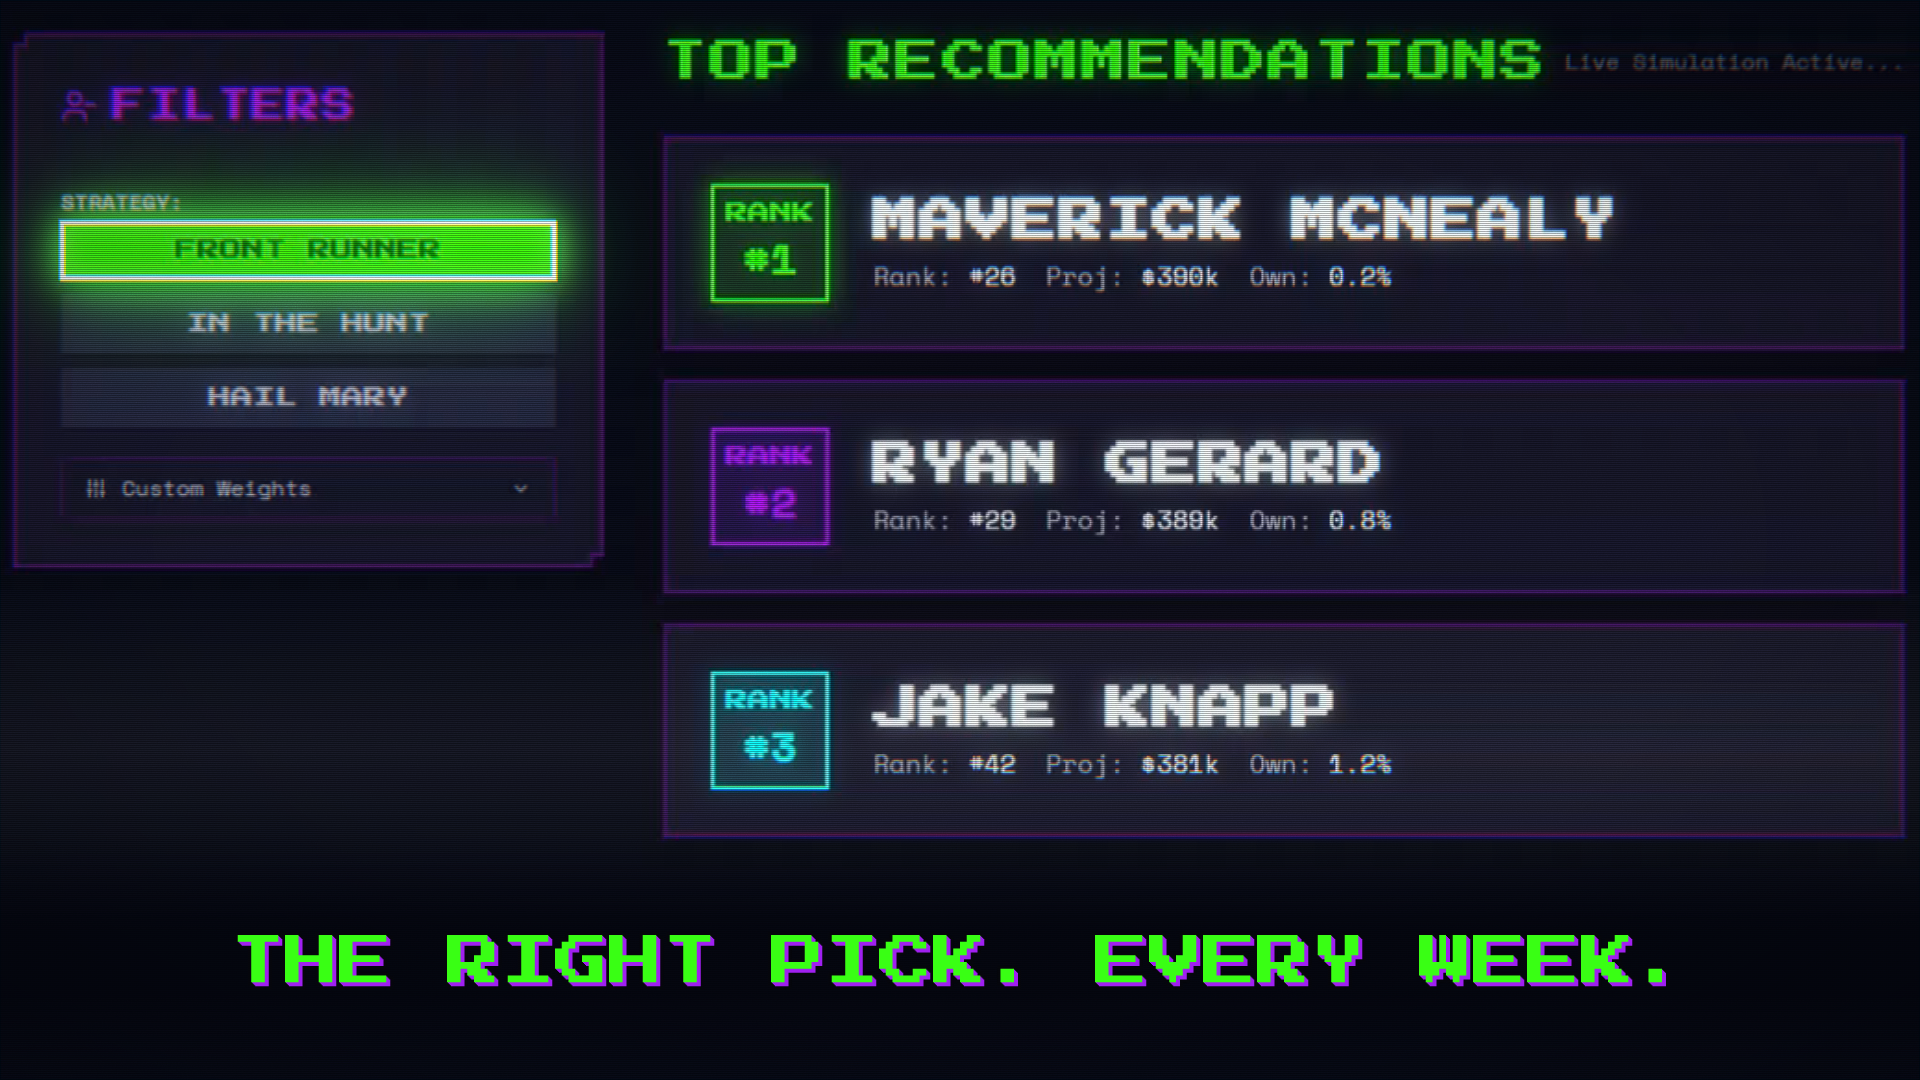 FILTERS
STRATEGY:
FRONT RUNNER
IN THE HUNT
HAIL MARY
Custom Weights
TOP RECOMMENDATIONS
Live Simulation Active...
RANK
#1
MAVERICK MCNEALY
Rank: #26 Proj: $390k Own: 0.2%
RANK
#2
RYAN GERARD
Rank: #29 Proj: $389k Own: 0.8%
RANK
#3
JAKE KNAPP
Rank: #42 Proj: $381k Own: 1.2%
THE RIGHT PICK. EVERY WEEK.